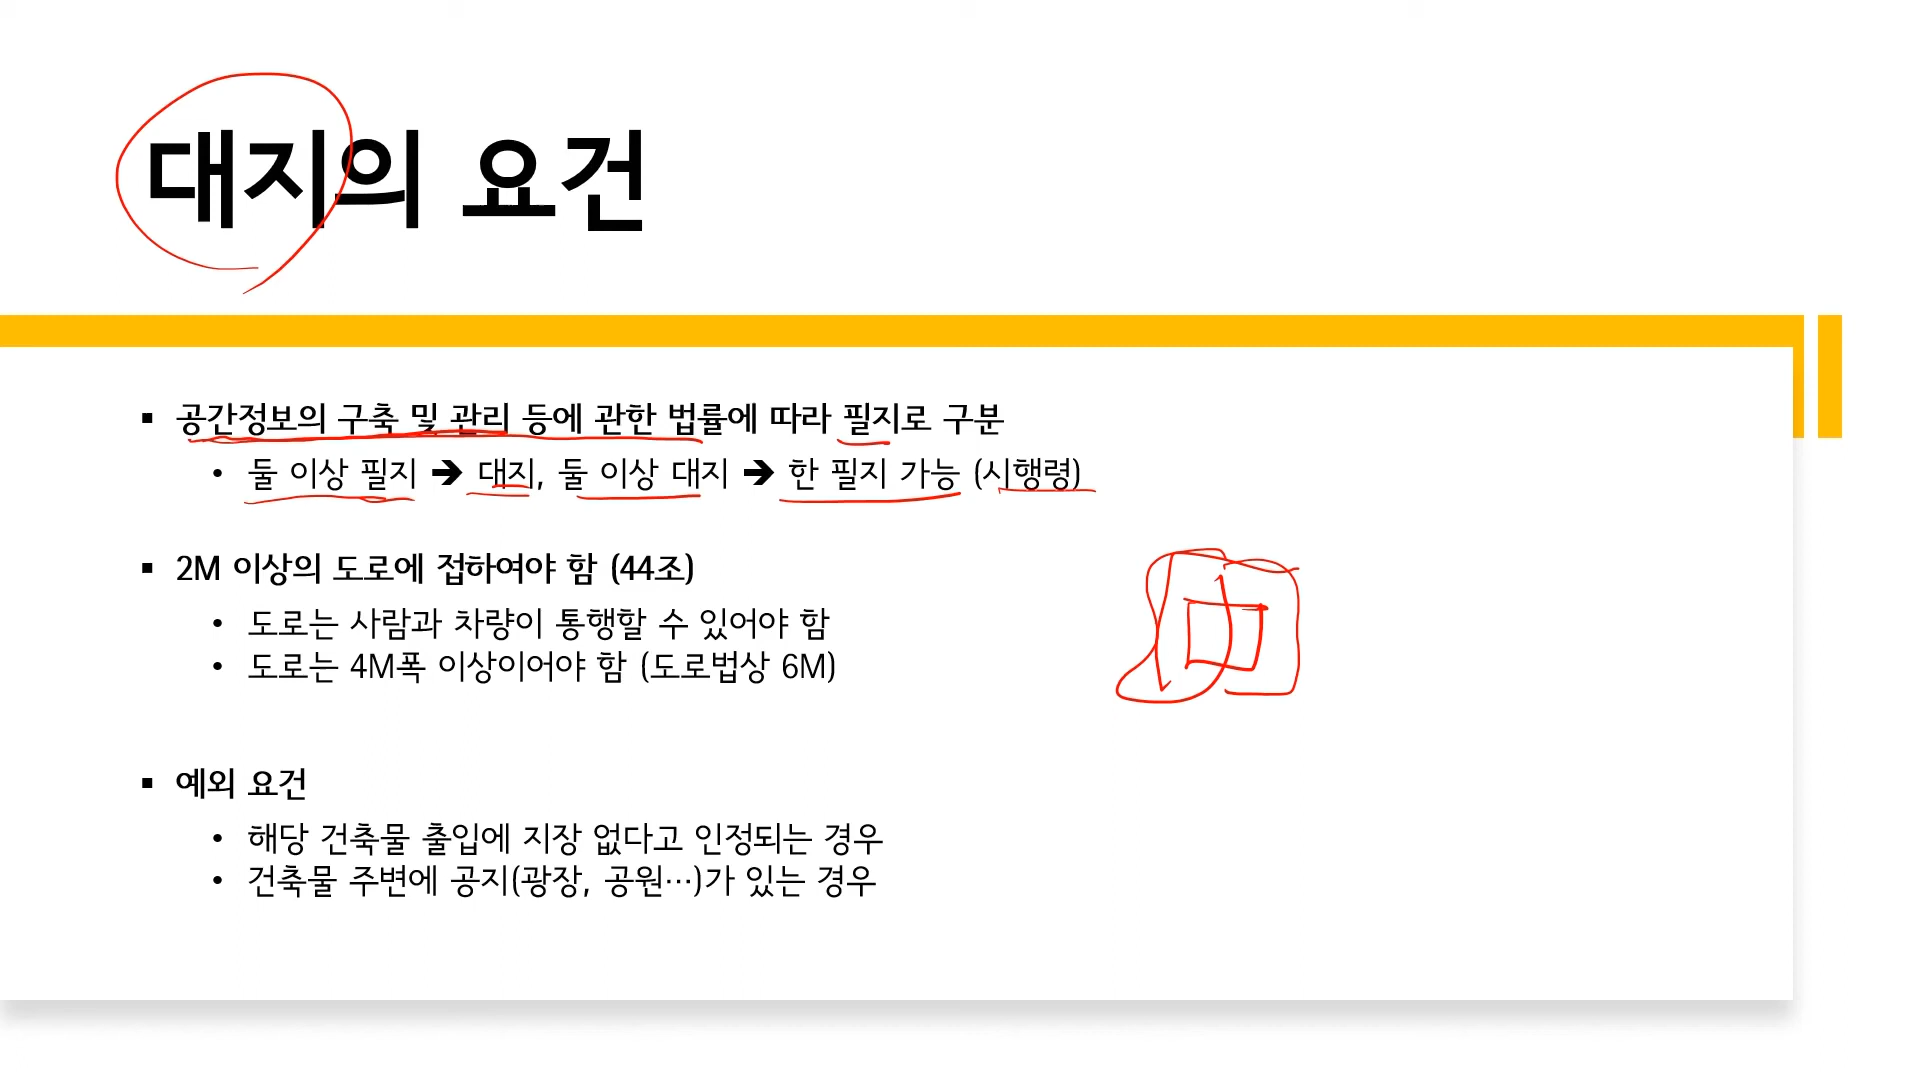 대지의 요건
▪ 공간정보의 구축 및 관리 등에 관한 법률에 따라 필지로 구분
• 둘 이상 필지 ➔ 대지, 둘 이상 대지 ➔ 한 필지 가능 (시행령)
▪ 2M 이상의 도로에 접하여야 함 (44조)
• 도로는 사람과 차량이 통행할 수 있어야 함
• 도로는 4M폭 이상이어야 함 (도로법상 6M)
▪ 예외 요건
• 해당 건축물 출입에 지장 없다고 인정되는 경우
• 건축물 주변에 공지(광장, 공원…)가 있는 경우